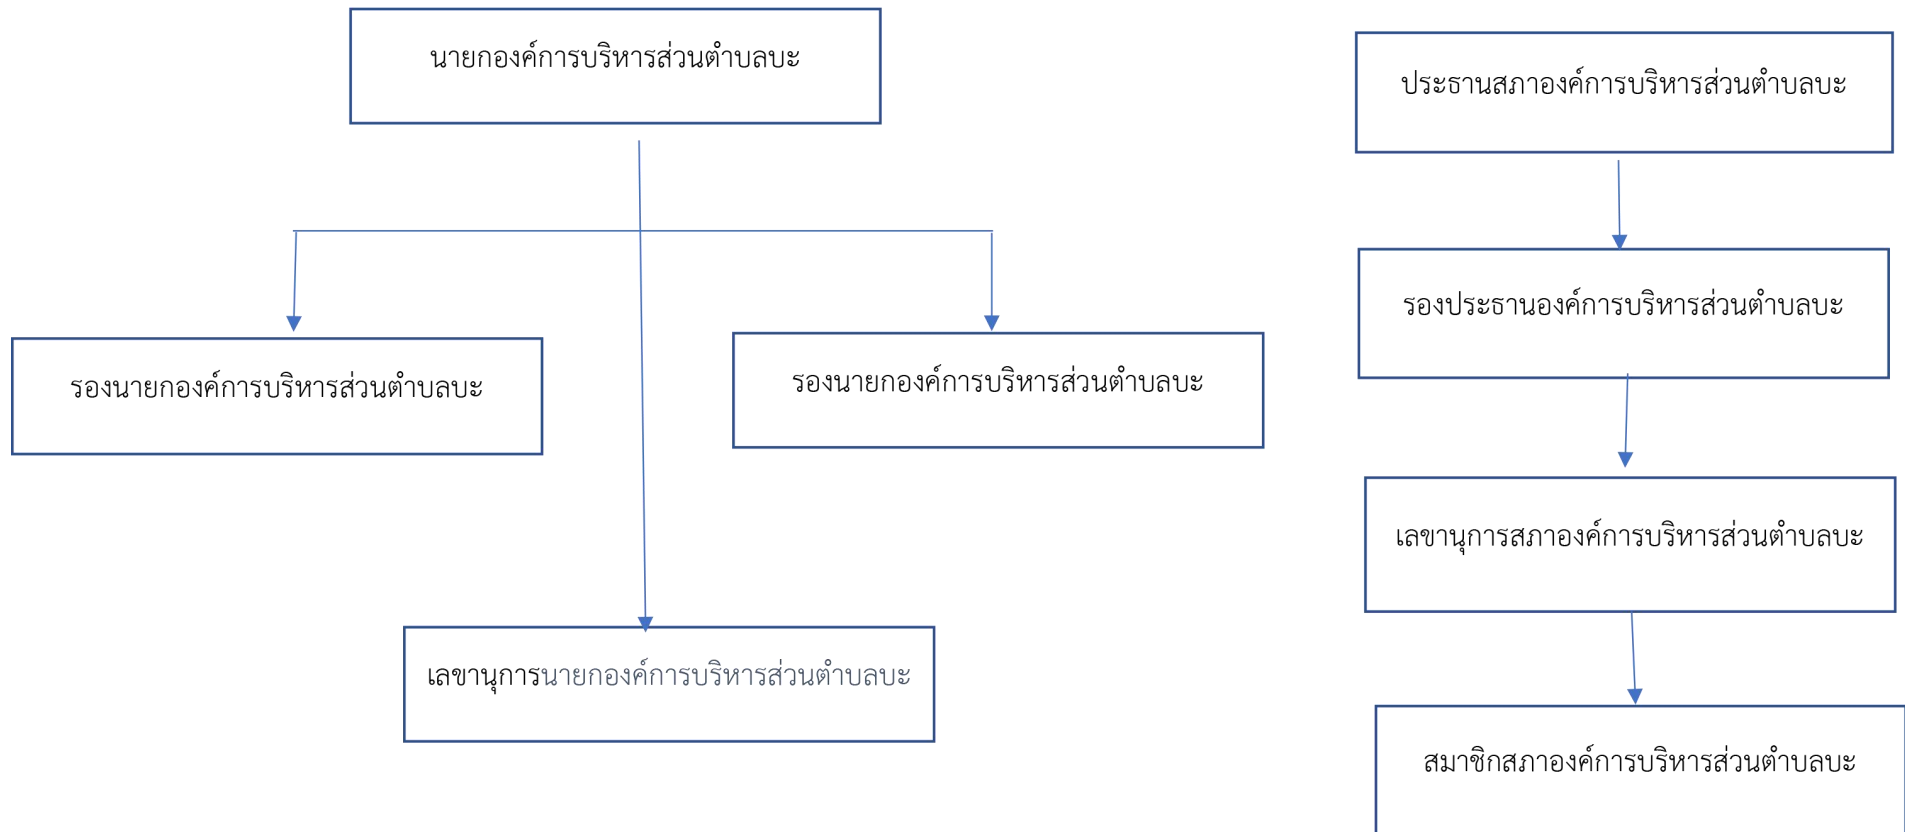 นายกองค์การบริหารส่วนตำบลบะ
รองนายกองค์การบริหารส่วนตำบลบะ
รองนายกองค์การบริหารส่วนตำบลบะ
เลขานุการนายกองค์การบริหารส่วนตำบลบะ
ประธานสภาองค์การบริหารส่วนตำบลบะ
รองประธานองค์การบริหารส่วนตำบลบะ
เลขานุการสภาองค์การบริหารส่วนตำบลบะ
สมาชิกสภาองค์การบริหารส่วนตำบลบะ